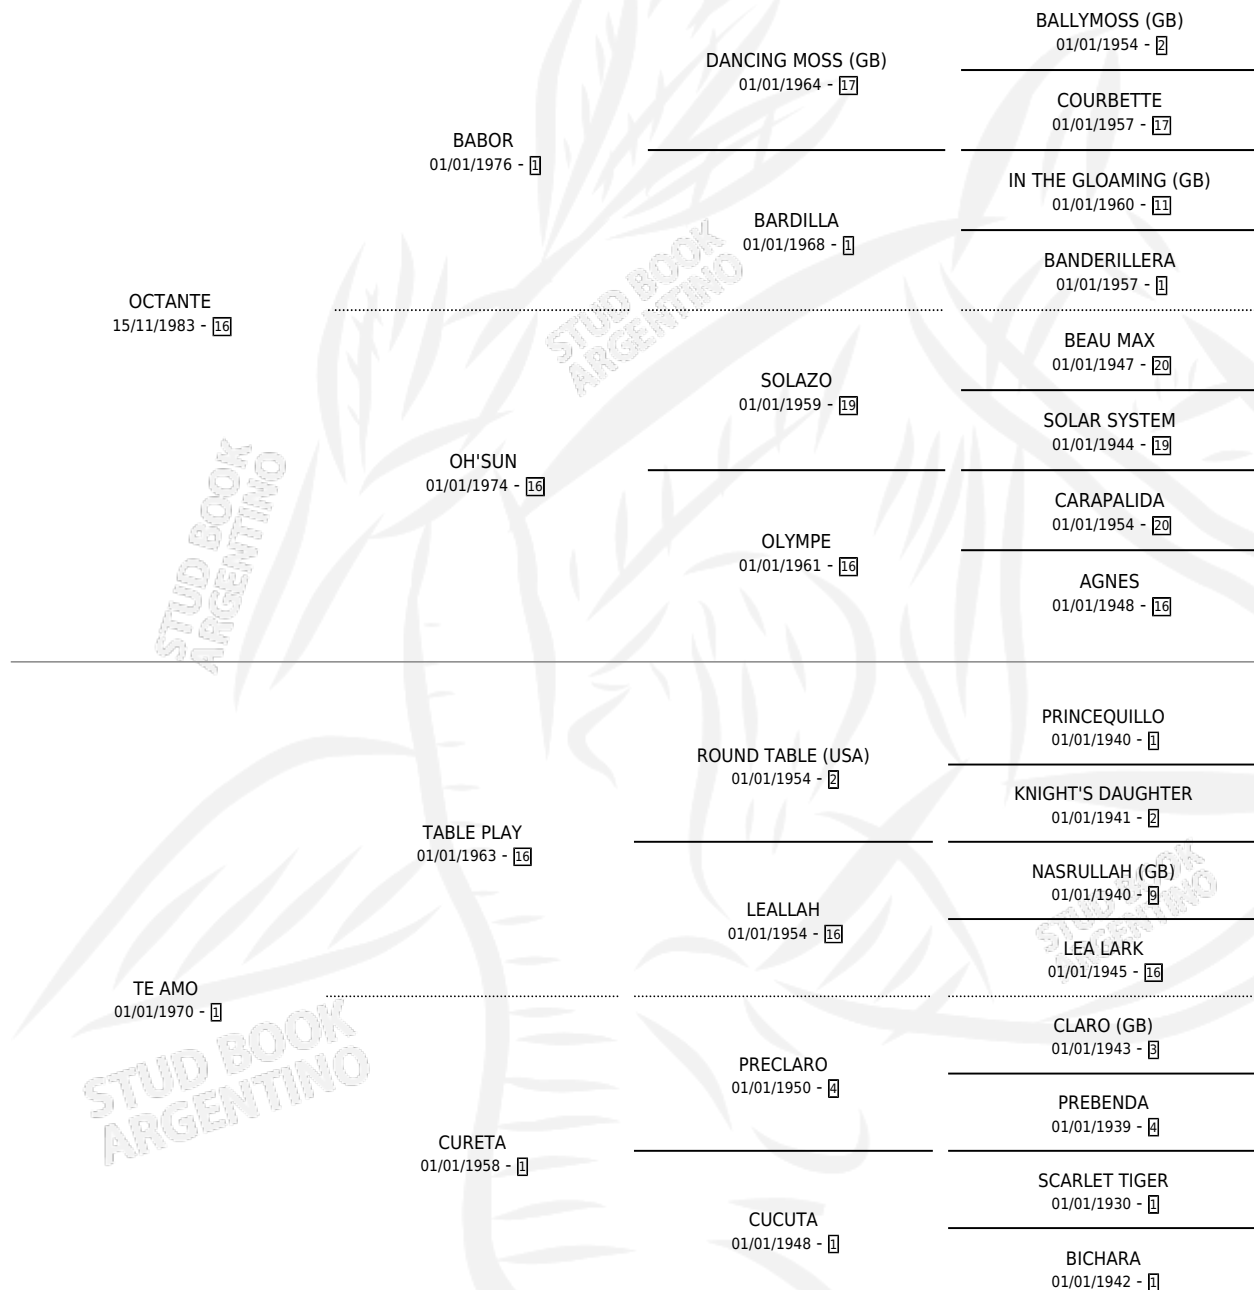 BALLYMOSS (GB)
01/01/1954 - 2
DANCING MOSS (GB)
01/01/1964 - 17
COURBETTE
01/01/1957 - 17
BABOR
01/01/1976 - 1
IN THE GLOAMING (GB)
01/01/1960 - 11
BARDILLA
01/01/1968 - 1
BANDERILLERA
01/01/1957 - 1
OCTANTE
15/11/1983 - 16
BEAU MAX
01/01/1947 - 20
SOLAZO
01/01/1959 - 19
SOLAR SYSTEM
01/01/1944 - 19
OH'SUN
01/01/1974 - 16
CARAPALIDA
01/01/1954 - 20
OLYMPE
01/01/1961 - 16
AGNES
01/01/1948 - 16
PRINCEQUILLO
01/01/1940 - 1
ROUND TABLE (USA)
01/01/1954 - 2
KNIGHT'S DAUGHTER
01/01/1941 - 2
TABLE PLAY
01/01/1963 - 16
NASRULLAH (GB)
01/01/1940 - 9
LEALLAH
01/01/1954 - 16
LEA LARK
01/01/1945 - 16
TE AMO
01/01/1970 - 1
CLARO (GB)
01/01/1943 - 3
PRECLARO
01/01/1950 - 4
PREBENDA
01/01/1939 - 4
CURETA
01/01/1958 - 1
SCARLET TIGER
01/01/1930 - 1
CUCUTA
01/01/1948 - 1
BICHARA
01/01/1942 - 1
STUD BOOK
ARGENTINO
STUD BOOK
ARGENTINO
STUD BOOK
ARGENTINO
STUD BOOK
ARGENTINO